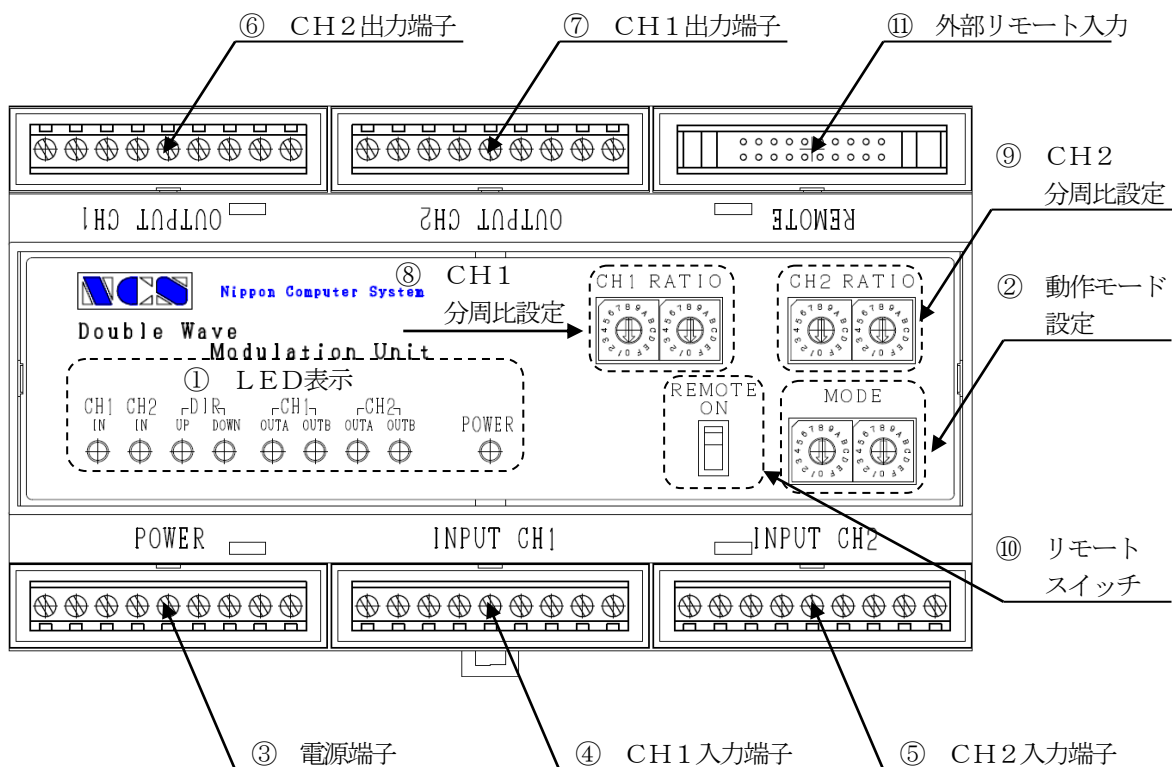 ⑥ CH2出力端子
⑦ CH1出力端子
⑪ 外部リモート入力
⑨ CH2
分周比設定
OUTPUT CH1
OUTPUT CH2
REMOTE
NCS
Nippon Computer System
Double Wave
Modulation Unit
⑧ CH1
分周比設定
CH1 RATIO
CH2 RATIO
② 動作モード
設定
① LED表示
CH1 CH2 DIR CH1 CH2
IN IN UP DOWN OUTA OUTB OUTA OUTB POWER
REMOTE
ON
MODE
POWER
INPUT CH1
INPUT CH2
⑩ リモート
スイッチ
③ 電源端子
④ CH1入力端子
⑤ CH2入力端子